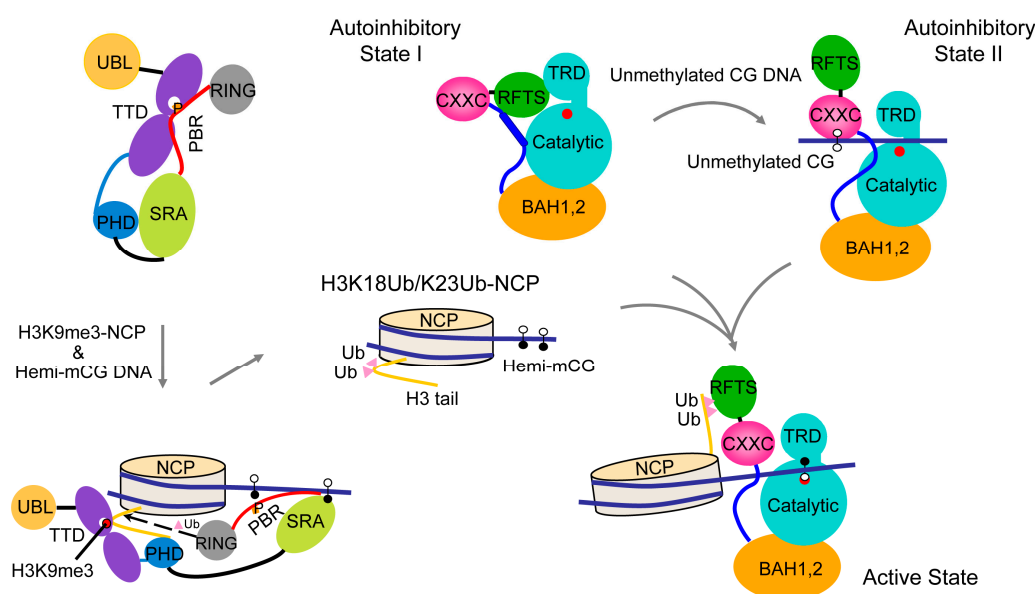 Autoinhibitory
State I
Autoinhibitory
State II
UBL
TTD
P
RING
PBR
PHD
SRA
CXXC
RFTS
TRD
Catalytic
BAH1,2
Unmethylated CG DNA
Unmethylated CG
RFTS
CXXC
TRD
Catalytic
BAH1,2
H3K9me3-NCP
&
Hemi-mCG DNA
H3K18Ub/K23Ub-NCP
NCP
Ub
Ub
Hemi-mCG
H3 tail
NCP
UBL
TTD
H3K9me3
Ub
PHD
RING
P
PBR
SRA
RFTS
Ub
Ub
CXXC
TRD
NCP
Catalytic
BAH1,2
Active State